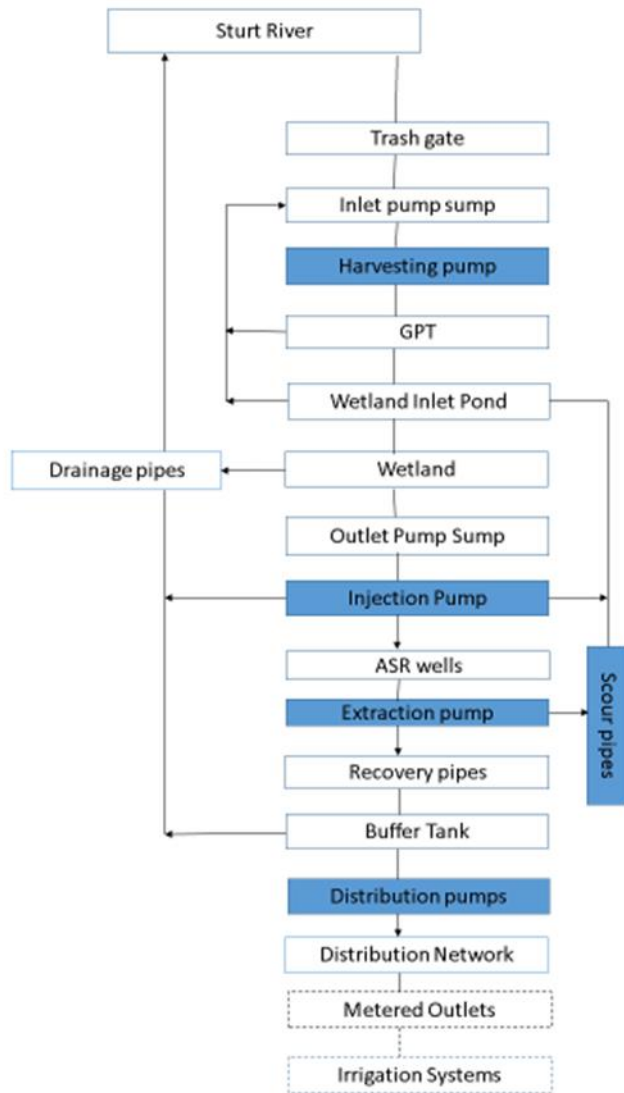 Sturt River
Trash gate
Inlet pump sump
Harvesting pump
GPT
Wetland Inlet Pond
Drainage pipes
Wetland
Outlet Pump Sump
Injection Pump
ASR wells
Scour pipes
Extraction pump
Recovery pipes
Buffer Tank
Distribution pumps
Distribution Network
Metered Outlets
Irrigation Systems